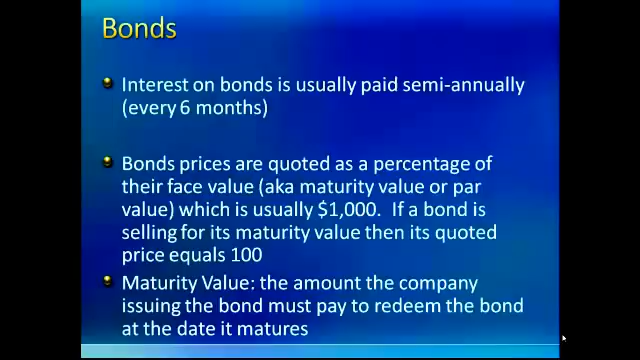 Bonds
Interest on bonds is usually paid semi-annually
(every 6 months)
Bonds prices are quoted as a percentage of
their face value (aka maturity value or par
value) which is usually $1,000. If a bond is
selling for its maturity value then its quoted
price equals 100
Maturity Value: the amount the company
issuing the bond must pay to redeem the bond
at the date it matures